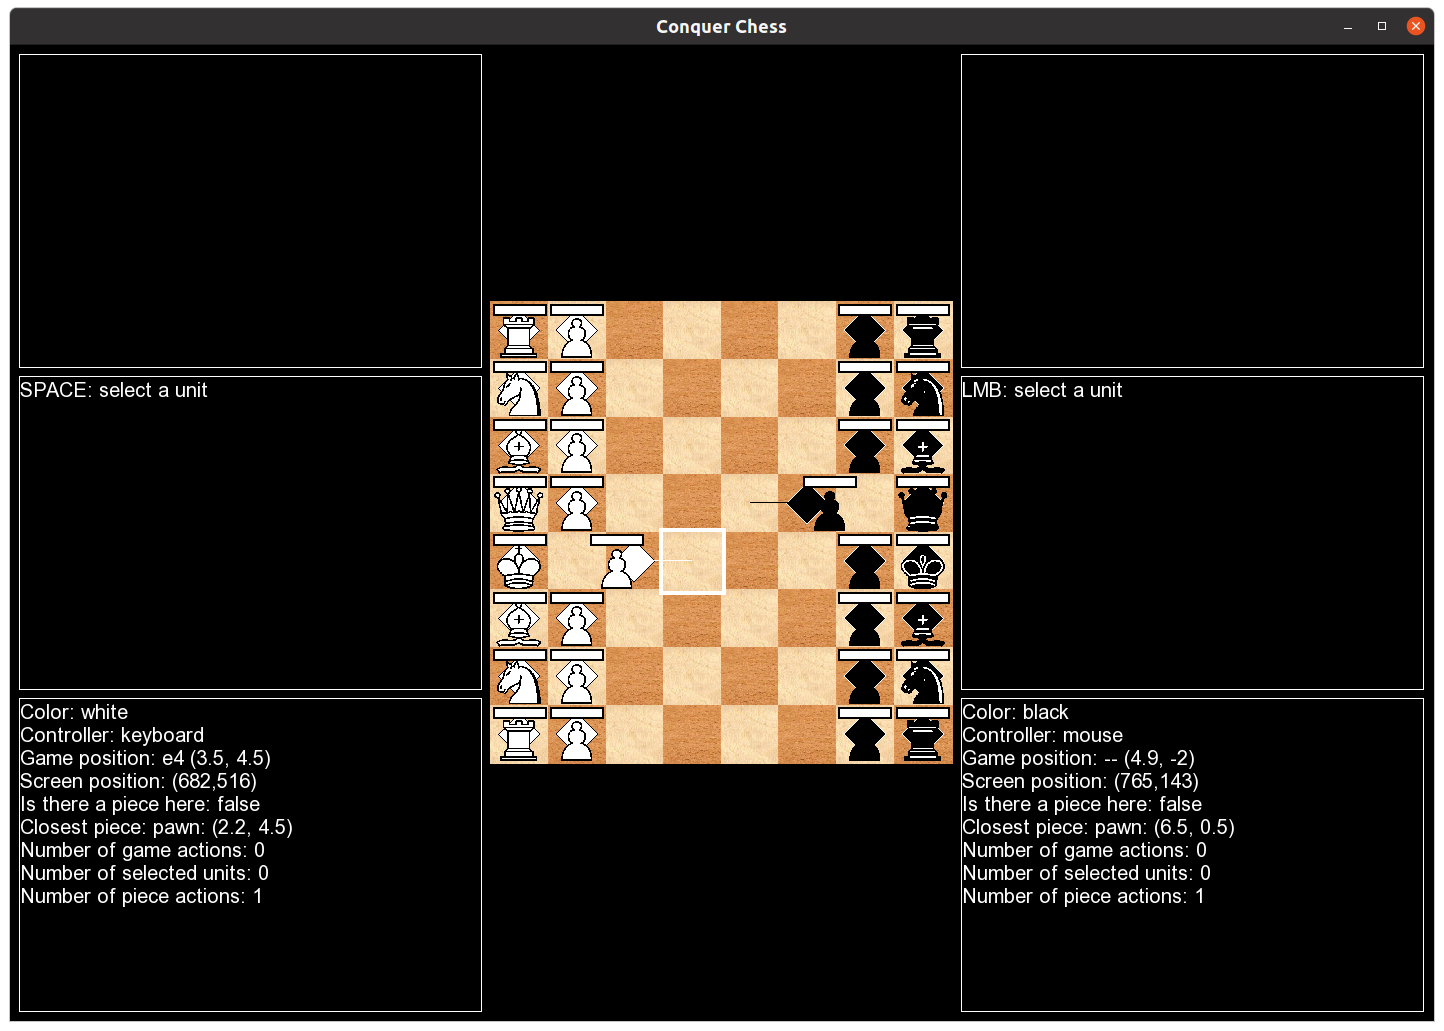 Conquer Chess
SPACE: select a unit
LMB: select a unit
Color: white
Controller: keyboard
Game position: e4 (3.5, 4.5)
Screen position: (682,516)
Is there a piece here: false
Closest piece: pawn: (2.2, 4.5)
Number of game actions: 0
Number of selected units: 0
Number of piece actions: 1
Color: black
Controller: mouse
Game position: -- (4.9, -2)
Screen position: (765,143)
Is there a piece here: false
Closest piece: pawn: (6.5, 0.5)
Number of game actions: 0
Number of selected units: 0
Number of piece actions: 1